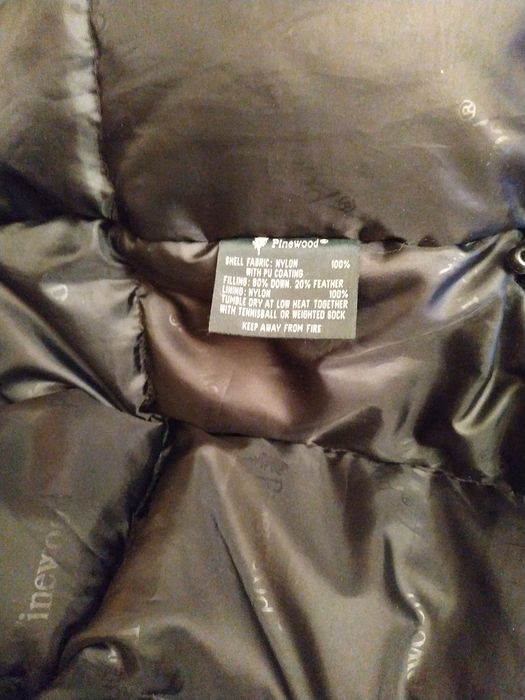 Pinewood®
SHELL FABRIC: NYLON 100%
WITH PU COATING
FILLING: 80% DOWN, 20% FEATHER
LINING: NYLON 100%
TUMBLE DRY AT LOW HEAT TOGETHER
WITH TENNISBALL OR WEIGHTED SOCK
KEEP AWAY FROM FIRE
inewoo